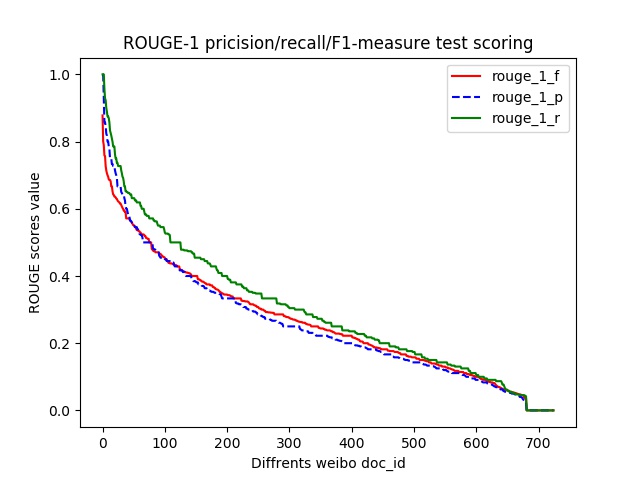 ROUGE-1 pricision/recall/F1-measure test scoring
rouge_1_f
rouge_1_p
rouge_1_r
ROUGE scores value
1.0
0.8
0.6
0.4
0.2
0.0
0 100 200 300 400 500 600 700
Diffrents weibo doc_id